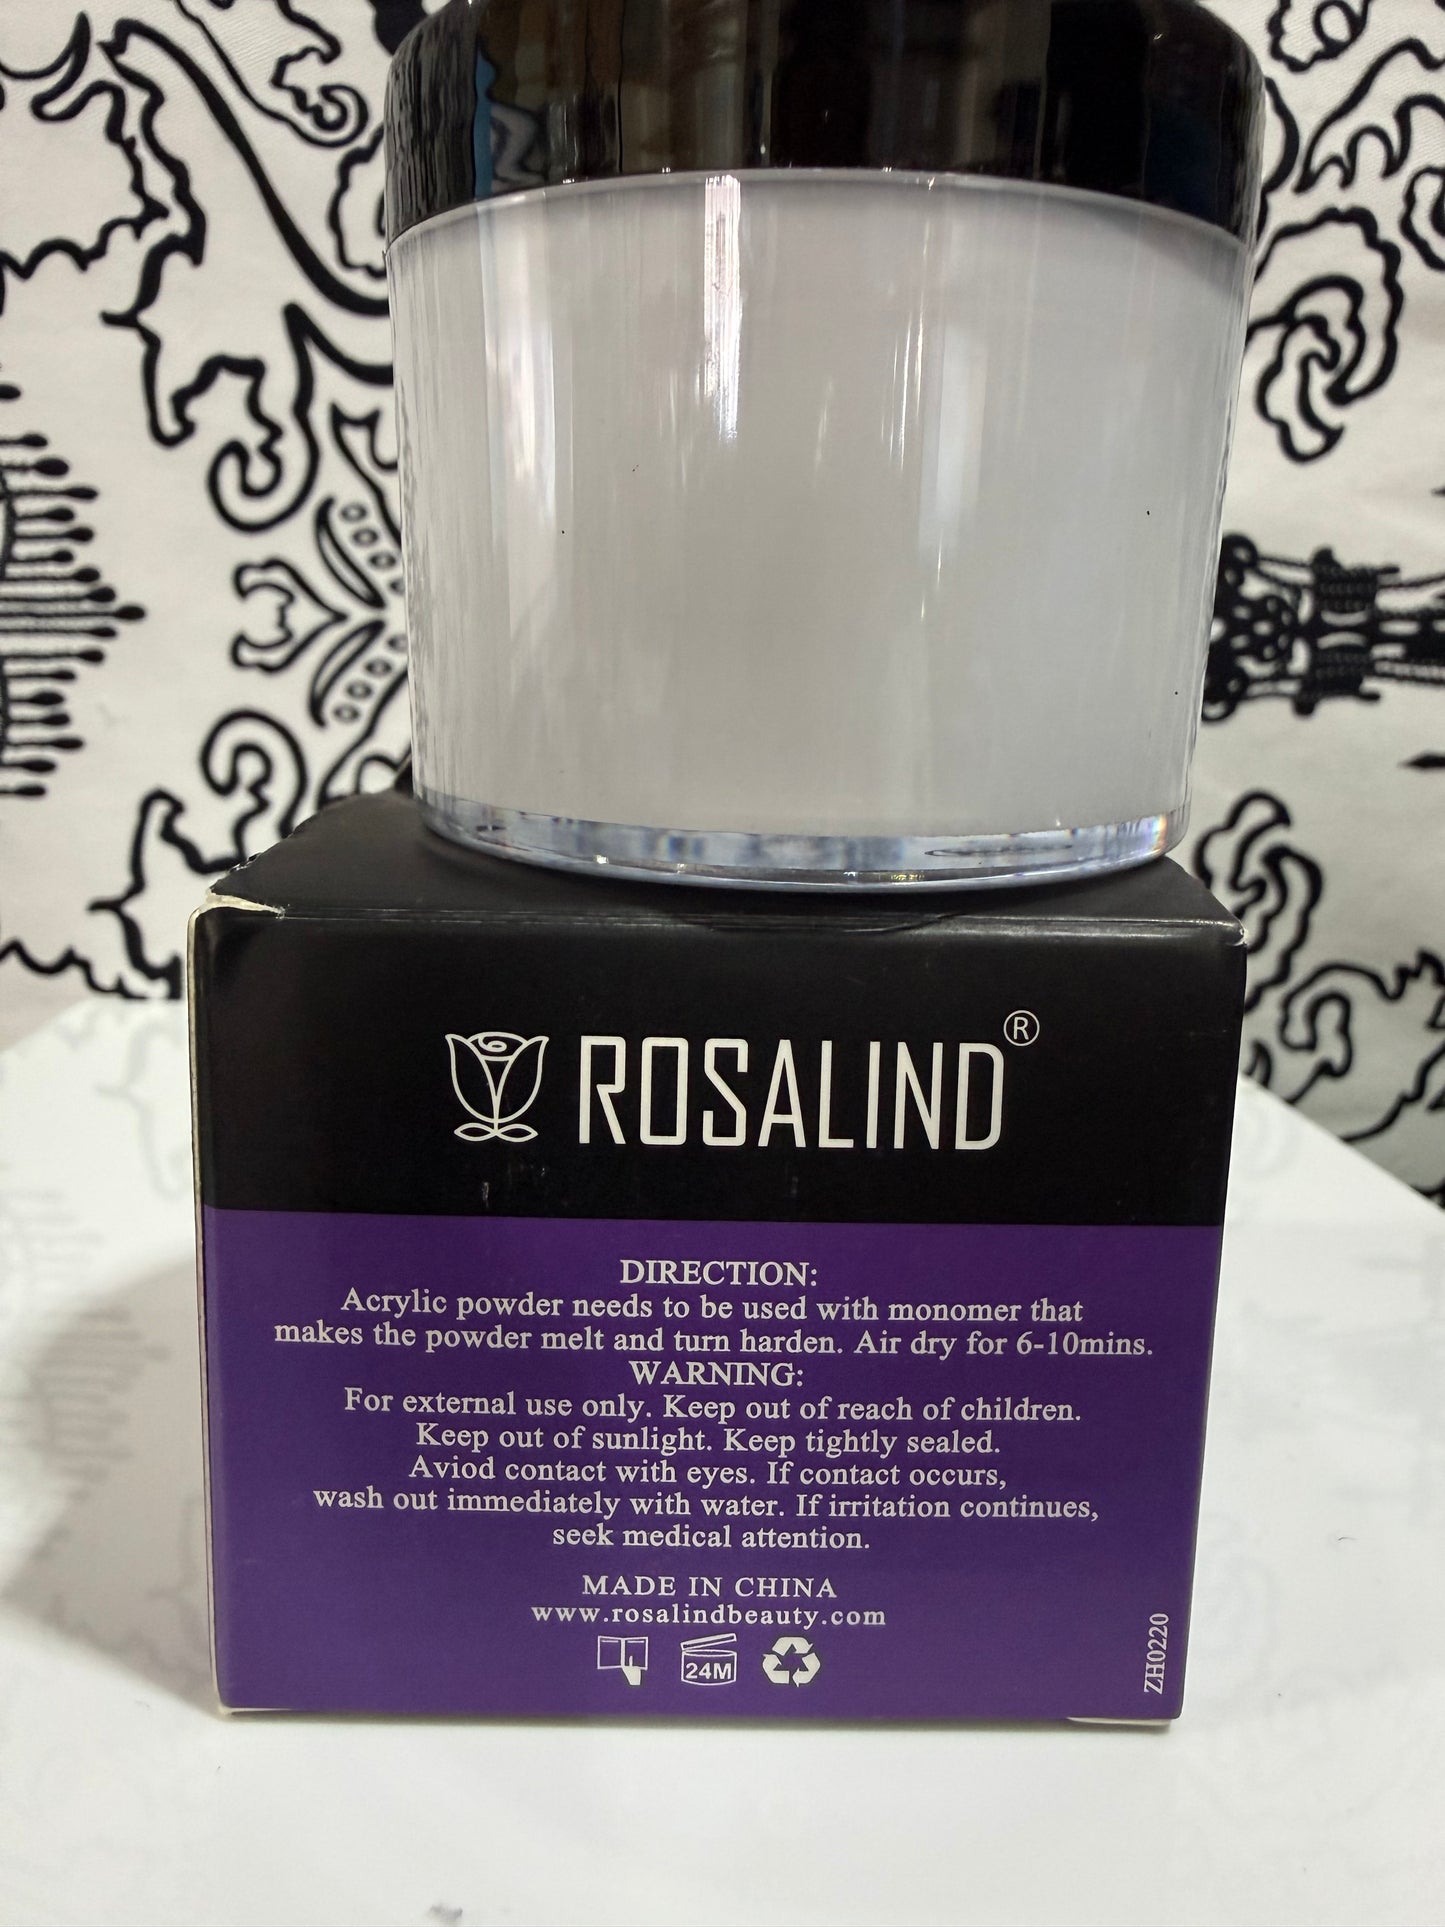 ROSALIND®
DIRECTION:
Acrylic powder needs to be used with monomer that
makes the powder melt and turn harden. Air dry for 6-10mins.
WARNING:
For external use only. Keep out of reach of children.
Keep out of sunlight. Keep tightly sealed.
Aviod contact with eyes. If contact occurs,
wash out immediately with water. If irritation continues,
seek medical attention.
MADE IN CHINA
www.rosalindbeauty.com
24M
ZH0220